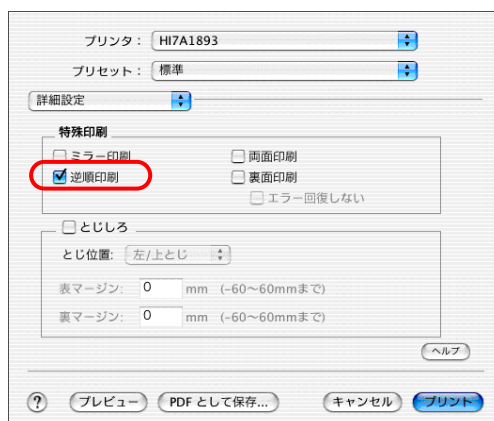 プリンタ： HI7A1893
プリセット： 標準
詳細設定
特殊印刷
ミラー印刷 両面印刷
逆順印刷 裏面印刷
エラー回復しない
とじしろ
とじ位置: 左/上とじ
表マージン: 0 mm (-60～60mmまで)
裏マージン: 0 mm (-60～60mmまで)
ヘルプ
? プレビュー PDF として保存... キャンセル プリント